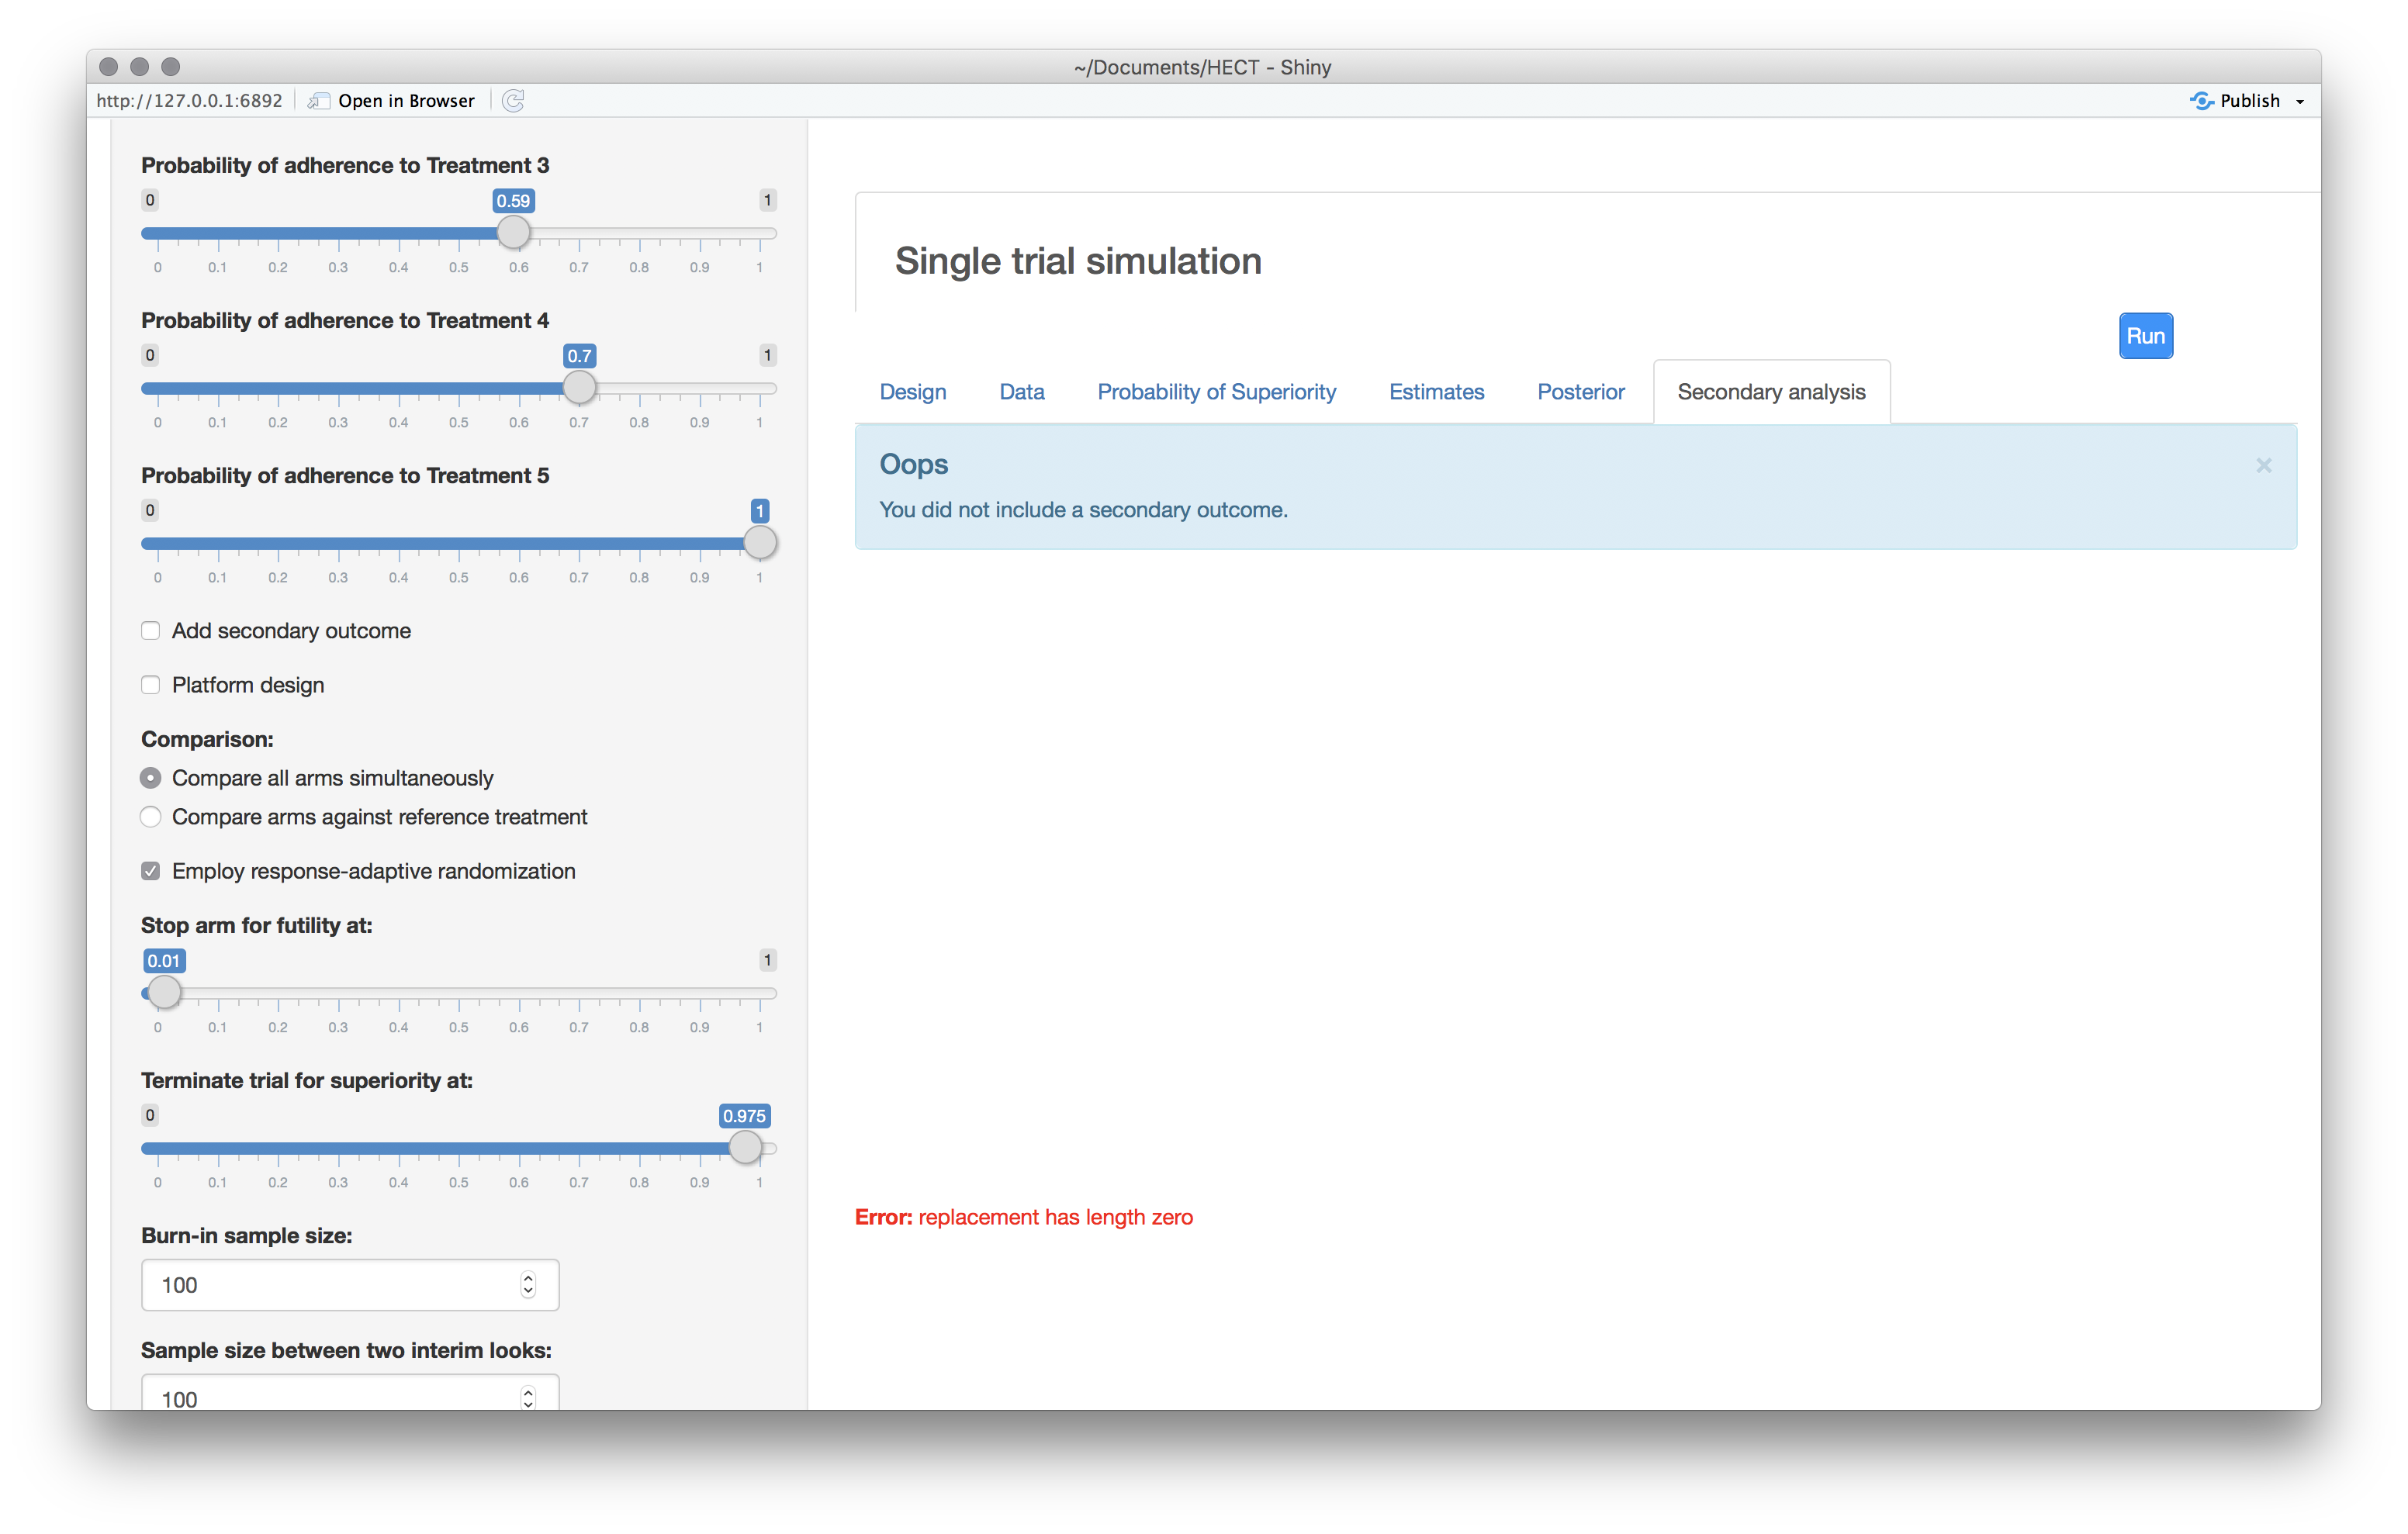 ~/Documents/HECT - Shiny
http://127.0.0.1:6892 Open in Browser Publish
Probability of adherence to Treatment 3
0 0.59 1
0 0.1 0.2 0.3 0.4 0.5 0.6 0.7 0.8 0.9 1
Probability of adherence to Treatment 4
0 0.7 1
0 0.1 0.2 0.3 0.4 0.5 0.6 0.7 0.8 0.9 1
Probability of adherence to Treatment 5
0 1
0 0.1 0.2 0.3 0.4 0.5 0.6 0.7 0.8 0.9 1
Add secondary outcome
Platform design
Comparison:
Compare all arms simultaneously
Compare arms against reference treatment
Employ response-adaptive randomization
Stop arm for futility at:
0.01 1
0 0.1 0.2 0.3 0.4 0.5 0.6 0.7 0.8 0.9 1
Terminate trial for superiority at:
0 0.975
0 0.1 0.2 0.3 0.4 0.5 0.6 0.7 0.8 0.9 1
Burn-in sample size:
100
Sample size between two interim looks:
100
Single trial simulation
Run
Design Data Probability of Superiority Estimates Posterior Secondary analysis
Oops ×
You did not include a secondary outcome.
Error: replacement has length zero